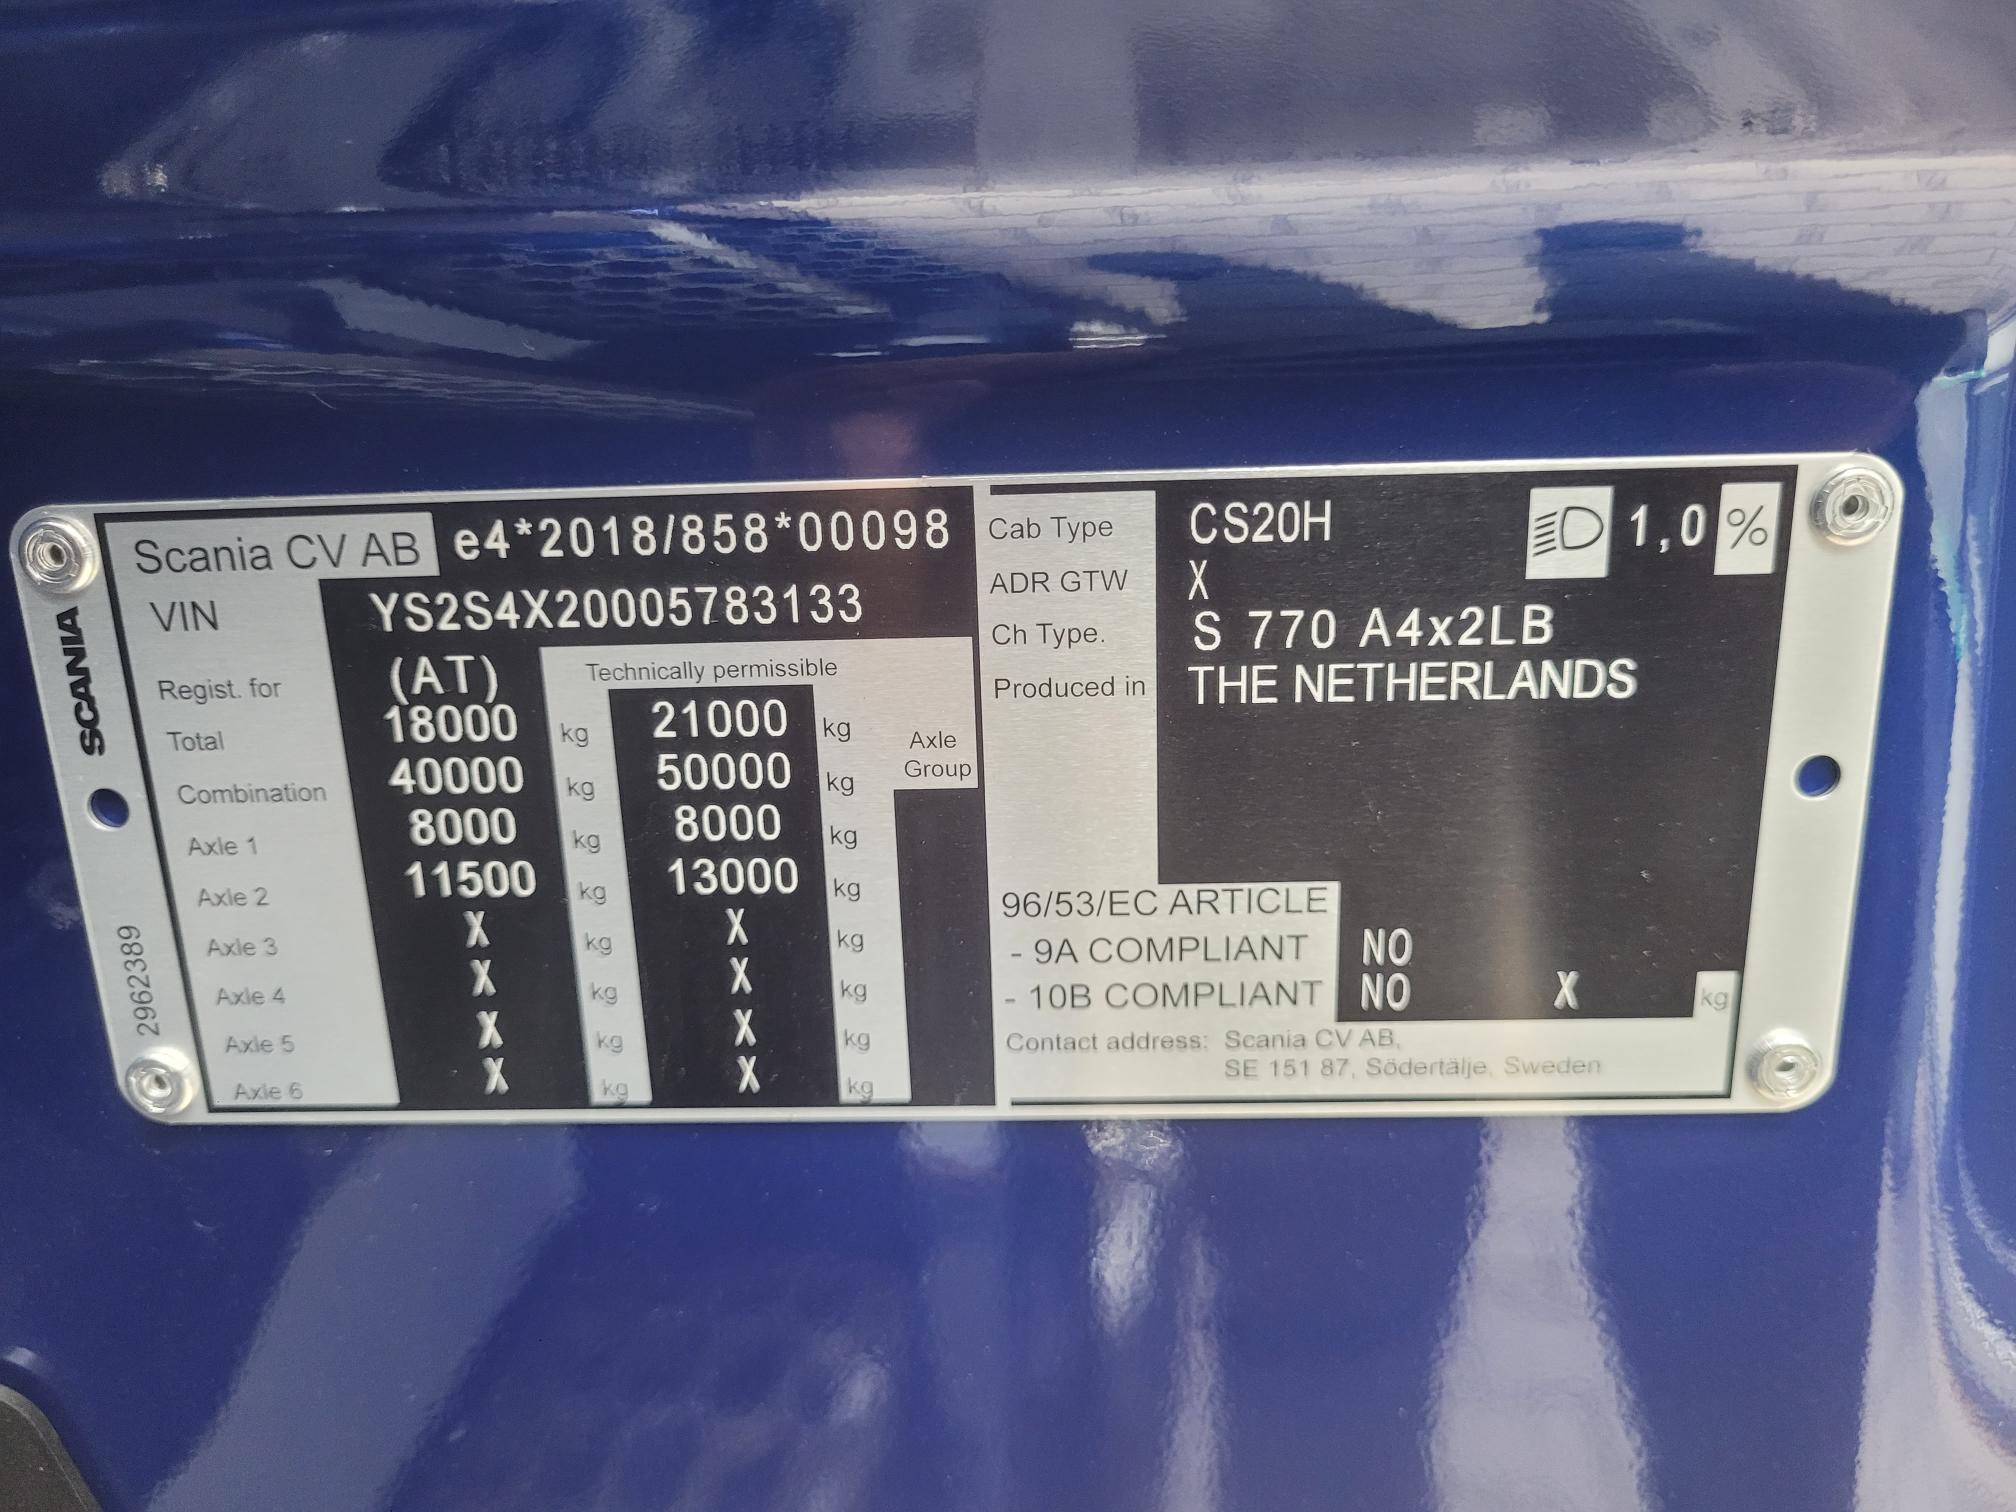 SCANIA
2962389
Scania CV AB e4*2018/858*00098
VIN YS2S4X20005783133
Regist. for (AT) Technically permissible
Total 18000 kg 21000 kg
Axle
Group
Combination 40000 kg 50000 kg
Axle 1 8000 kg 8000 kg
Axle 2 11500 kg 13000 kg
Axle 3 X kg X kg
Axle 4 X kg X kg
Axle 5 X kg X kg
Axle 6 X kg X kg
Cab Type CS20H 1,0 %
ADR GTW X
Ch Type. S 770 A4x2LB
Produced in THE NETHERLANDS
96/53/EC ARTICLE
- 9A COMPLIANT NO
- 10B COMPLIANT NO X kg
Contact address: Scania CV AB,
SE 151 87, Södertälje, Sweden